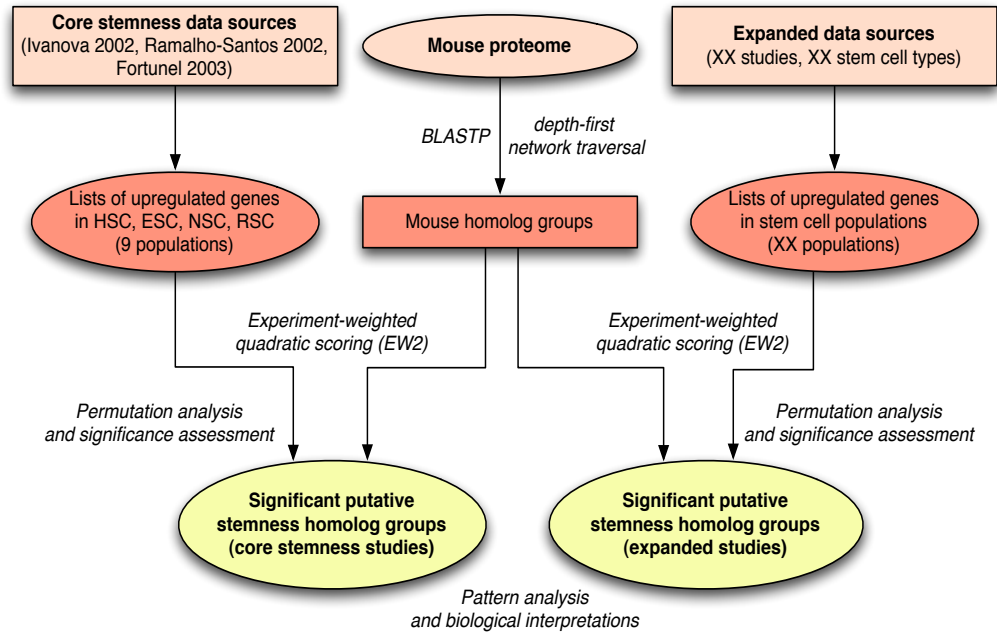 Core stemness data sources
(Ivanova 2002, Ramalho-Santos 2002,
Fortunel 2003)
Mouse proteome
Expanded data sources
(XX studies, XX stem cell types)
BLASTP
depth-first
network traversal
Lists of upregulated genes
in HSC, ESC, NSC, RSC
(9 populations)
Mouse homolog groups
Lists of upregulated genes
in stem cell populations
(XX populations)
Experiment-weighted
quadratic scoring (EW2)
Experiment-weighted
quadratic scoring (EW2)
Permutation analysis
and significance assessment
Permutation analysis
and significance assessment
Significant putative
stemness homolog groups
(core stemness studies)
Significant putative
stemness homolog groups
(expanded studies)
Pattern analysis
and biological interpretations